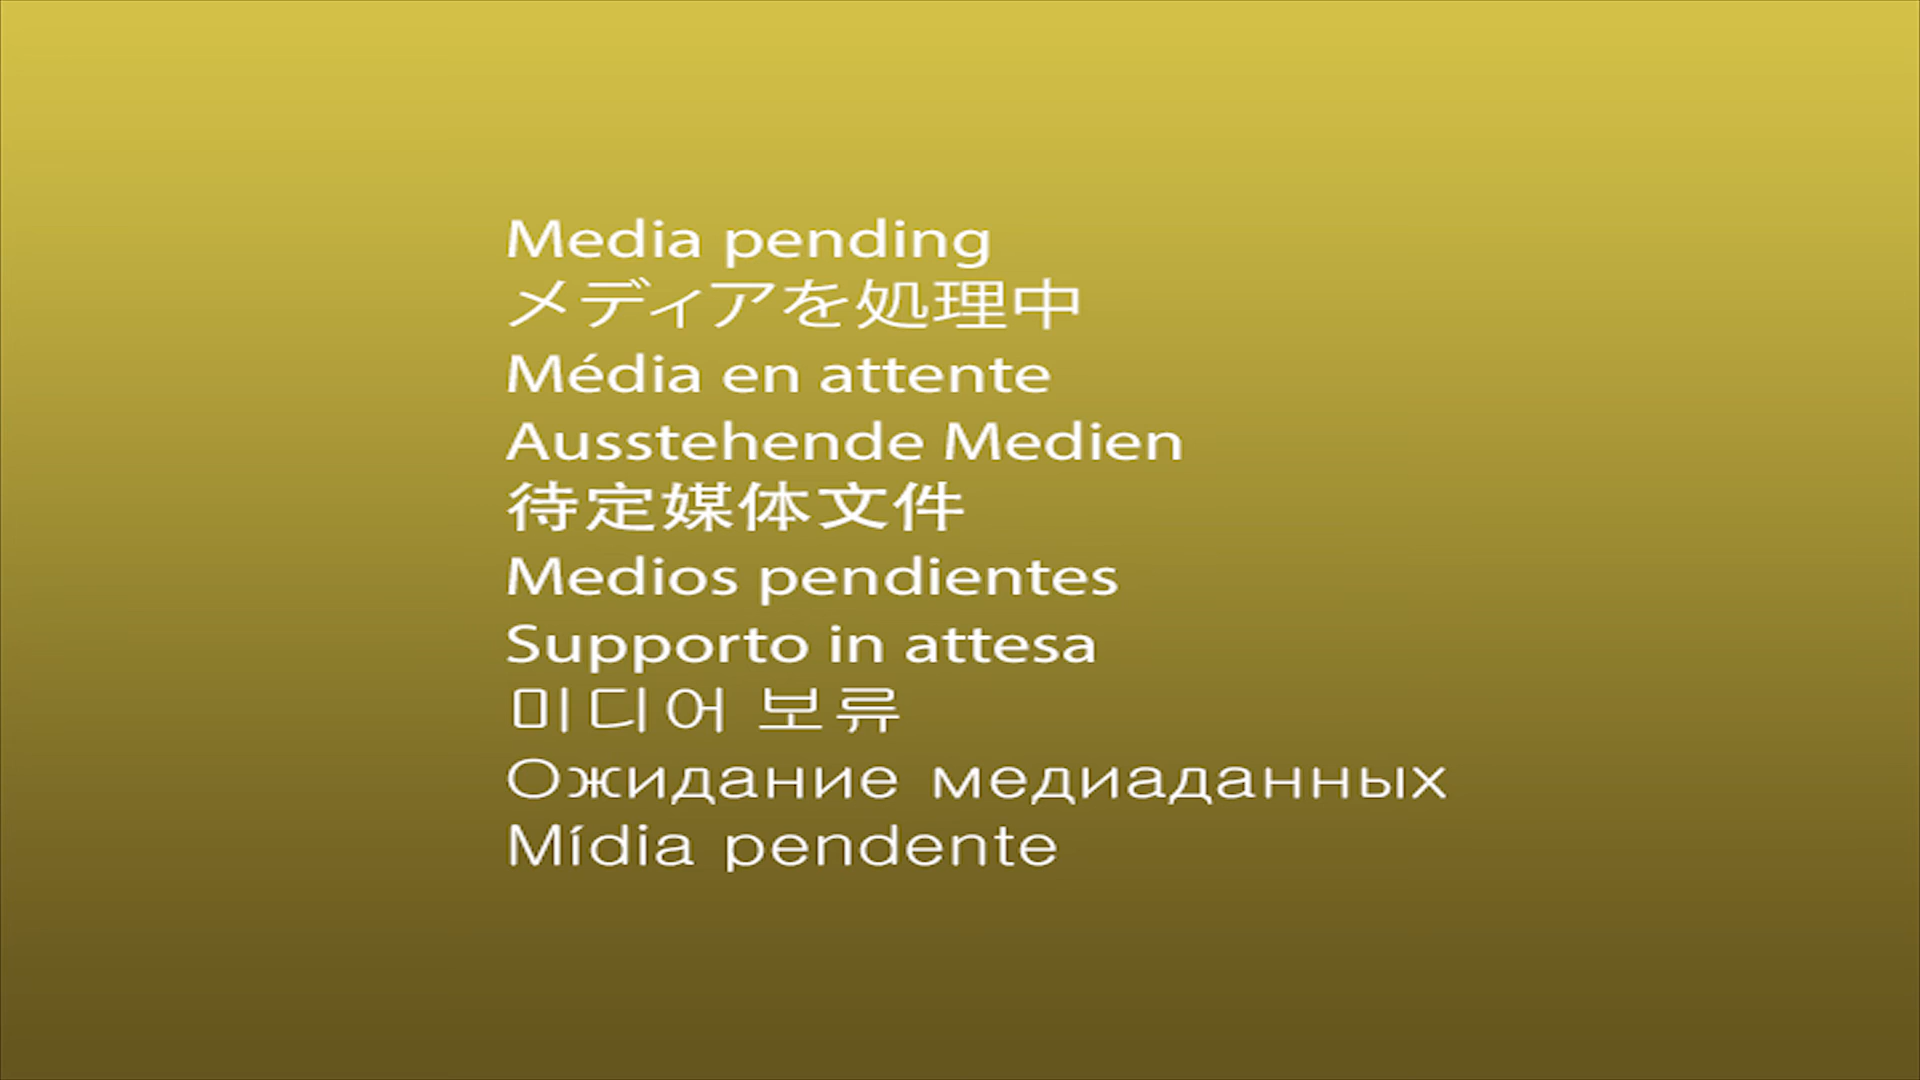 Media pending
メディアを処理中
Média en attente
Ausstehende Medien
待定媒体文件
Medios pendientes
Supporto in attesa
미디어 보류
Ожидание медиаданных
Mídia pendente